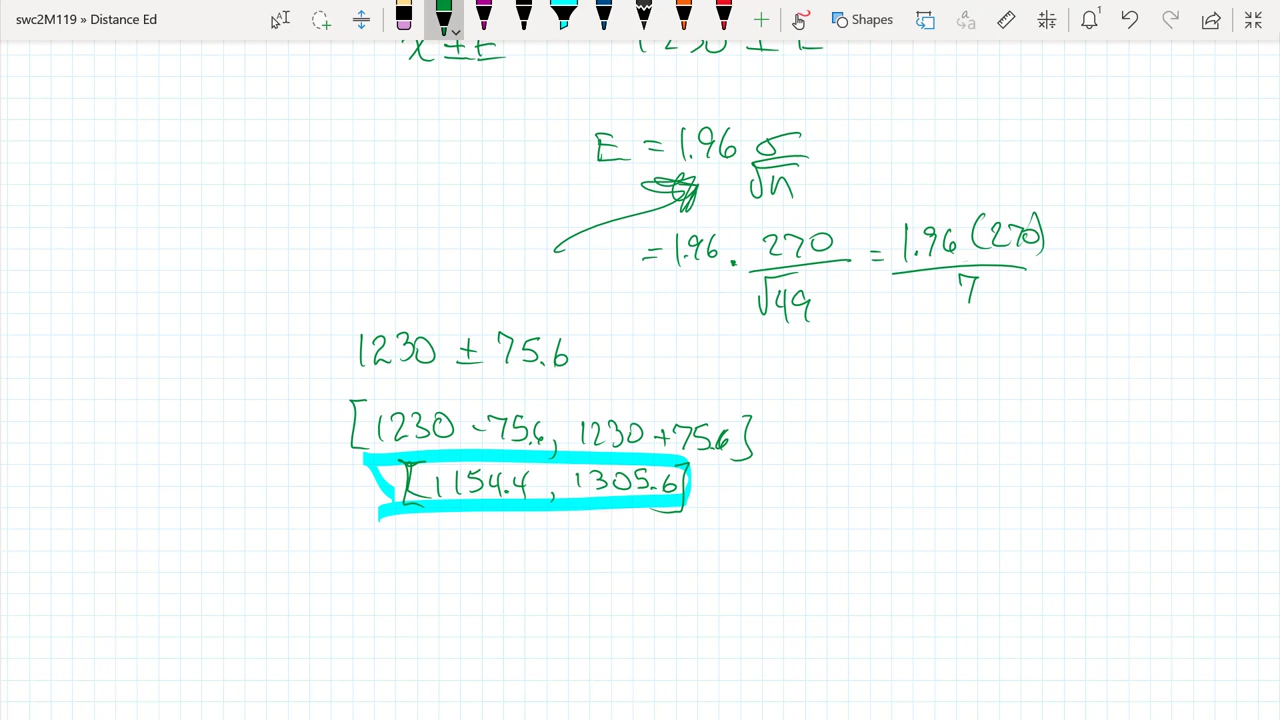 swc2M119 » Distance Ed
Shapes
1230 ±
E = 1.96 σ/√n
= 1.96 · 270/√49 = 1.96 (270)/7
1230 ± 75.6
[1230 - 75.6, 1230 + 75.6]
[1154.4, 1305.6]